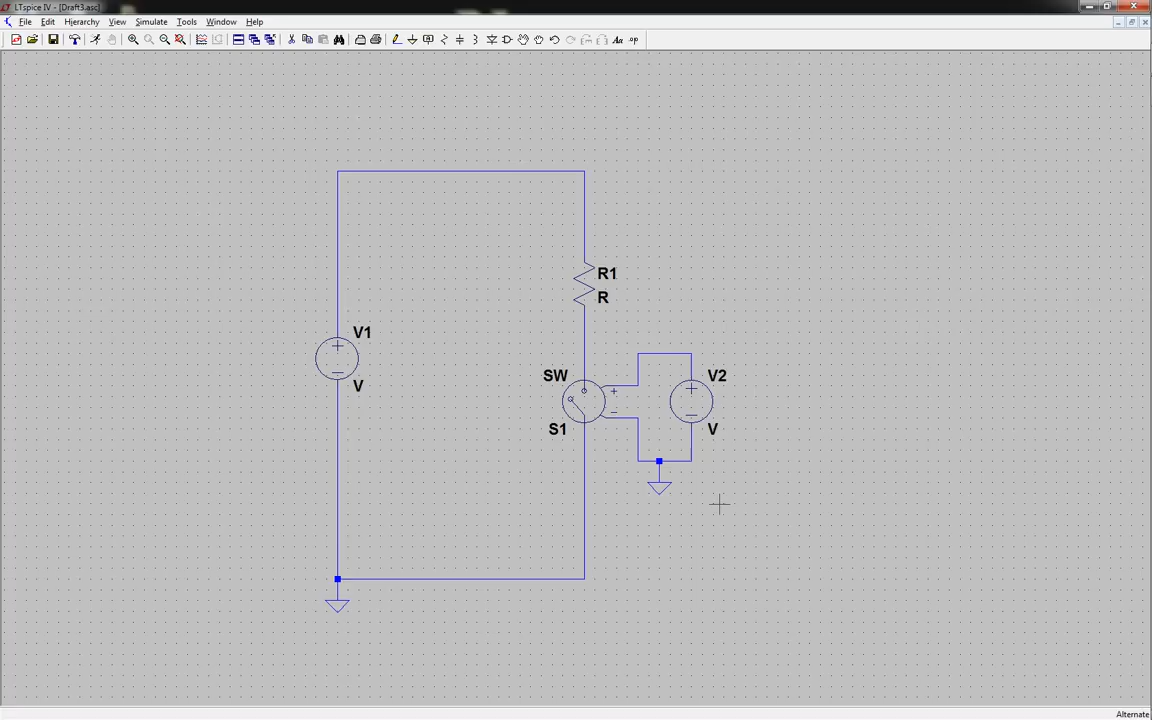 LTspice IV - [Draft3.asc]
File Edit Hierarchy View Simulate Tools Window Help
R1
R
V1
V
SW
S1
+
−
V2
V
Alternate